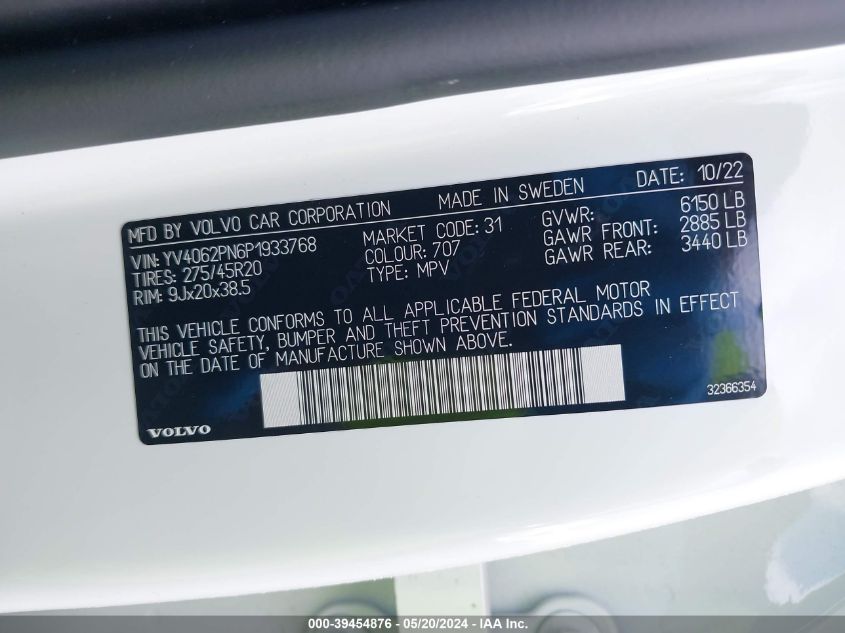 MFD BY VOLVO CAR CORPORATION MADE IN SWEDEN DATE: 10/22
VIN: YV4062PN6P1933768 MARKET CODE: 31 GVWR: 6150 LB
TIRES: 275/45R20 COLOUR: 707 GAWR FRONT: 2885 LB
RIM: 9Jx20x38.5 TYPE: MPV GAWR REAR: 3440 LB
THIS VEHICLE CONFORMS TO ALL APPLICABLE FEDERAL MOTOR
VEHICLE SAFETY, BUMPER AND THEFT PREVENTION STANDARDS IN EFFECT
ON THE DATE OF MANUFACTURE SHOWN ABOVE.
VOLVO 32366354
000-39454876 - 05/20/2024 - IAA Inc.